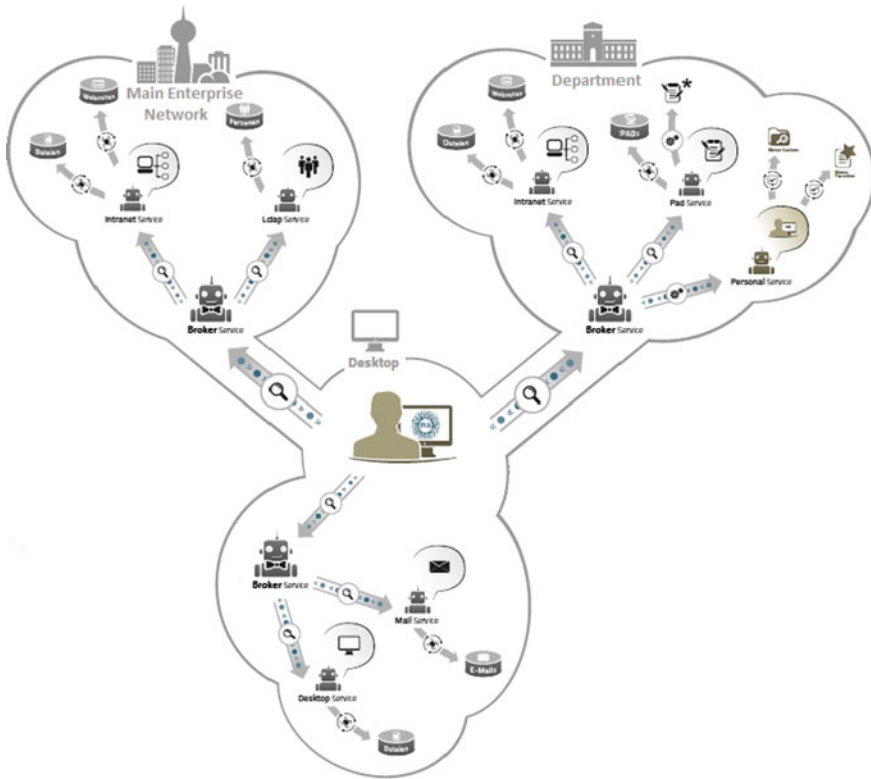 Main Enterprise
Network
Websites
Personen
Dateien
Intranet Service
Ldap Service
Broker Service
Department
Websites
Dateien
PADs
*
Intranet Service
Pad Service
Personal Service
Broker Service
Desktop
PIA
Broker Service
Mail Service
E-Mails
Desktop Service
Dateien